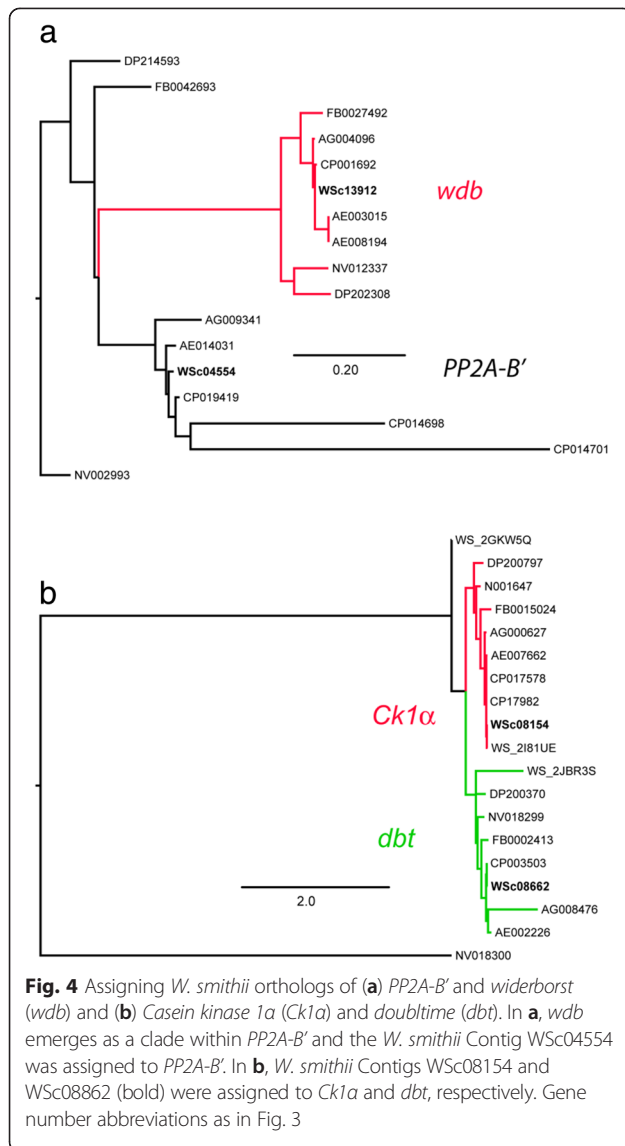 a
DP214593
FB0042693
FB0027492
AG004096
CP001692
WSc13912
wdb
AE003015
AE008194
NV012337
DP202308
AG009341
AE014031
0.20
PP2A-B'
WSc04554
CP019419
CP014698
CP014701
NV002993
WS_2GKW5Q
b
DP200797
N001647
FB0015024
AG000627
AE007662
CP017578
CP17982
Ck1α
WSc08154
WS_2I81UE
WS_2JBR3S
DP200370
NV018299
dbt
FB0002413
CP003503
2.0
WSc08662
AG008476
AE002226
NV018300
Fig. 4 Assigning W. smithii orthologs of (a) PP2A-B' and widerborst
(wdb) and (b) Casein kinase 1α (Ck1α) and doubltime (dbt). In a, wdb
emerges as a clade within PP2A-B' and the W. smithii Contig WSc04554
was assigned to PP2A-B'. In b, W. smithii Contigs WSc08154 and
WSc08862 (bold) were assigned to Ck1α and dbt, respectively. Gene
number abbreviations as in Fig. 3